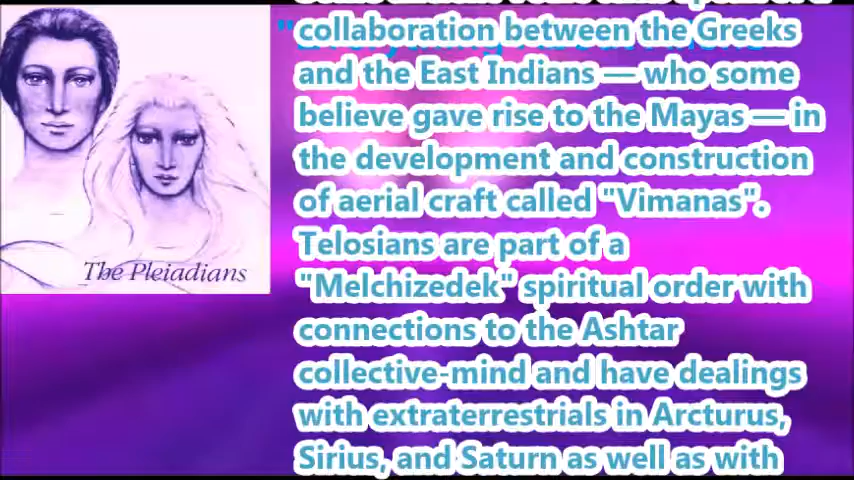 The Pleiadians
collaboration between the Greeks
and the East Indians — who some
believe gave rise to the Mayas — in
the development and construction
of aerial craft called "Vimanas".
Telosians are part of a
"Melchizedek" spiritual order with
connections to the Ashtar
collective-mind and have dealings
with extraterrestrials in Arcturus,
Sirius, and Saturn as well as with